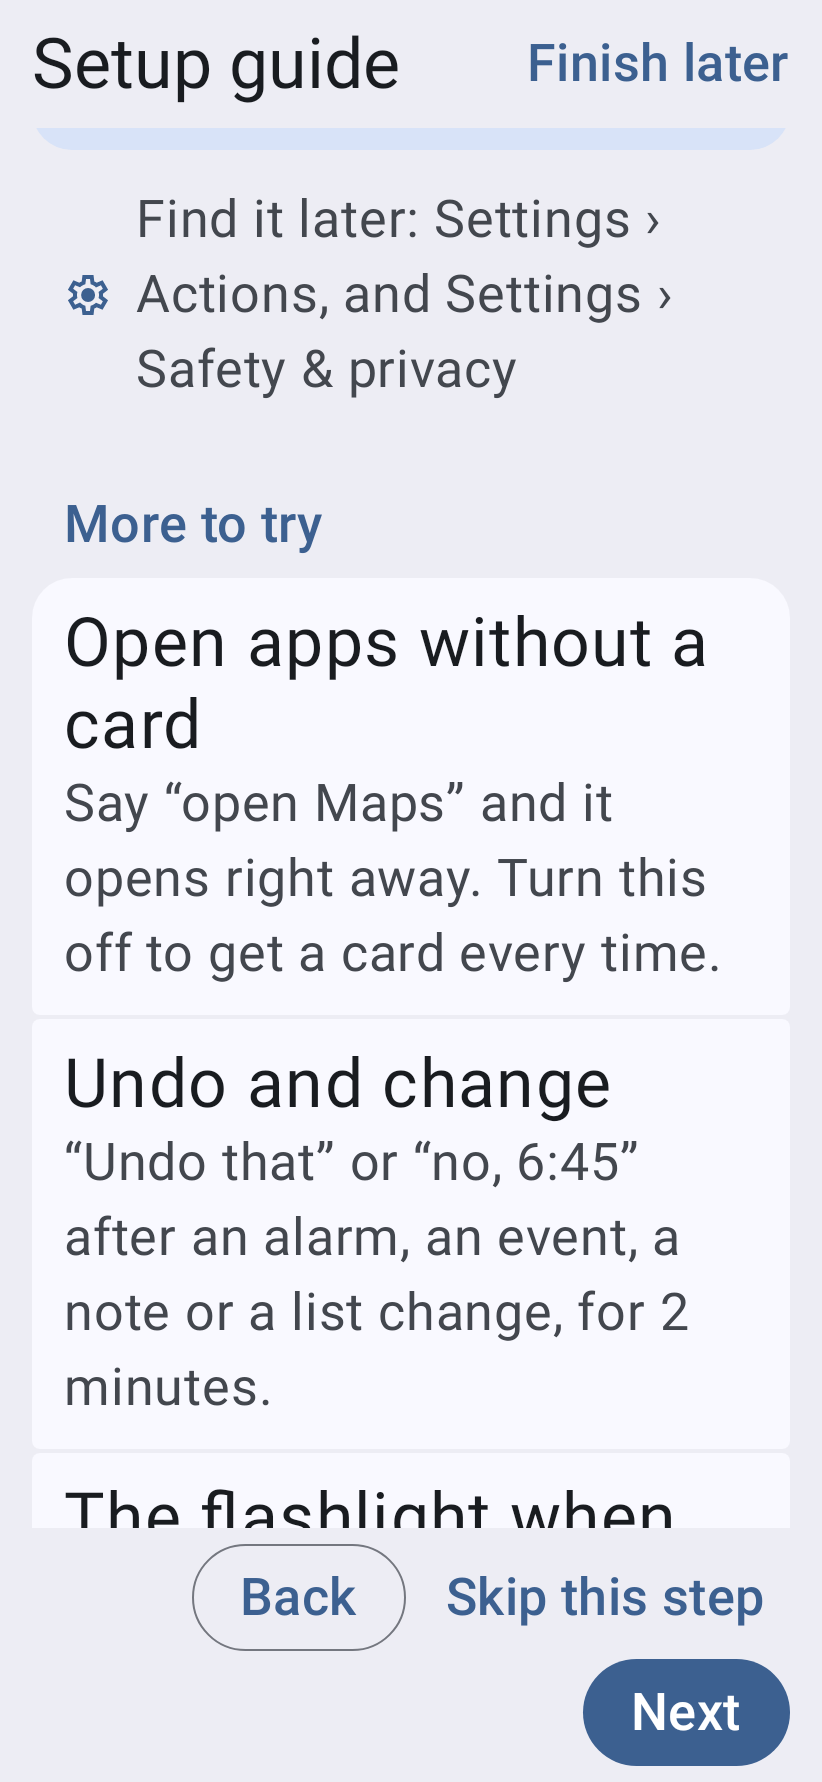 Setup guide
Finish later
Find it later: Settings ›
Actions, and Settings ›
Safety & privacy
More to try
Open apps without a
card
Say “open Maps” and it
opens right away. Turn this
off to get a card every time.
Undo and change
“Undo that” or “no, 6:45”
after an alarm, an event, a
note or a list change, for 2
minutes.
The flashlight when
Back
Skip this step
Next